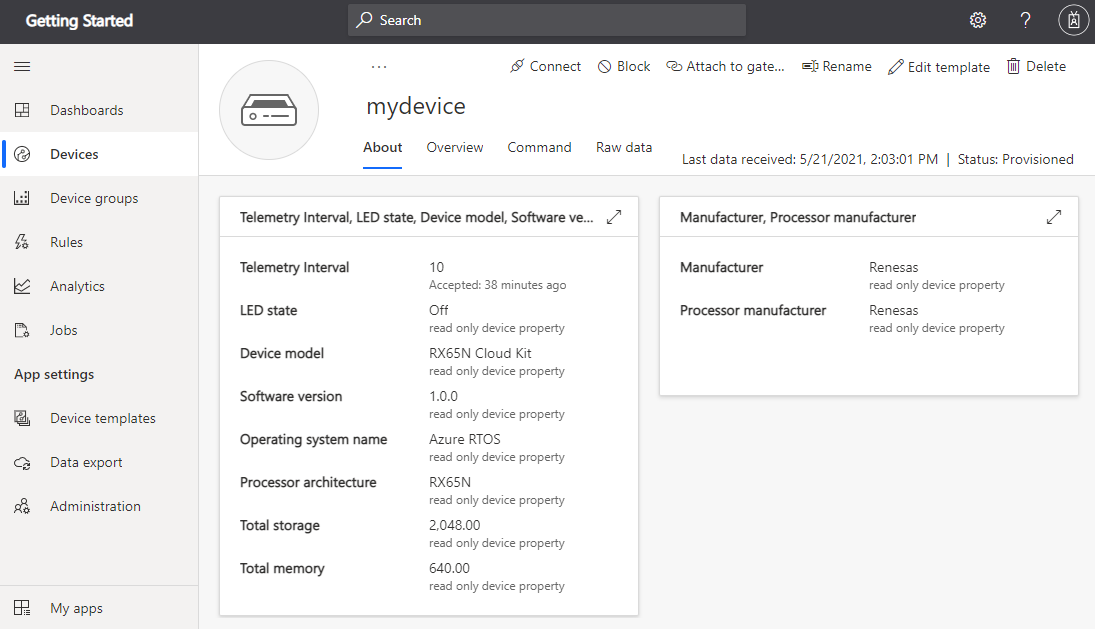 Getting Started
Search
?
Dashboards
Devices
Device groups
Rules
Analytics
Jobs
App settings
Device templates
Data export
Administration
My apps
...
Connect Block Attach to gate... Rename Edit template Delete
mydevice
About Overview Command Raw data
Last data received: 5/21/2021, 2:03:01 PM | Status: Provisioned
Telemetry Interval, LED state, Device model, Software ve...
Telemetry Interval 10
Accepted: 38 minutes ago
LED state Off
read only device property
Device model RX65N Cloud Kit
read only device property
Software version 1.0.0
read only device property
Operating system name Azure RTOS
read only device property
Processor architecture RX65N
read only device property
Total storage 2,048.00
read only device property
Total memory 640.00
read only device property
Manufacturer, Processor manufacturer
Manufacturer Renesas
read only device property
Processor manufacturer Renesas
read only device property